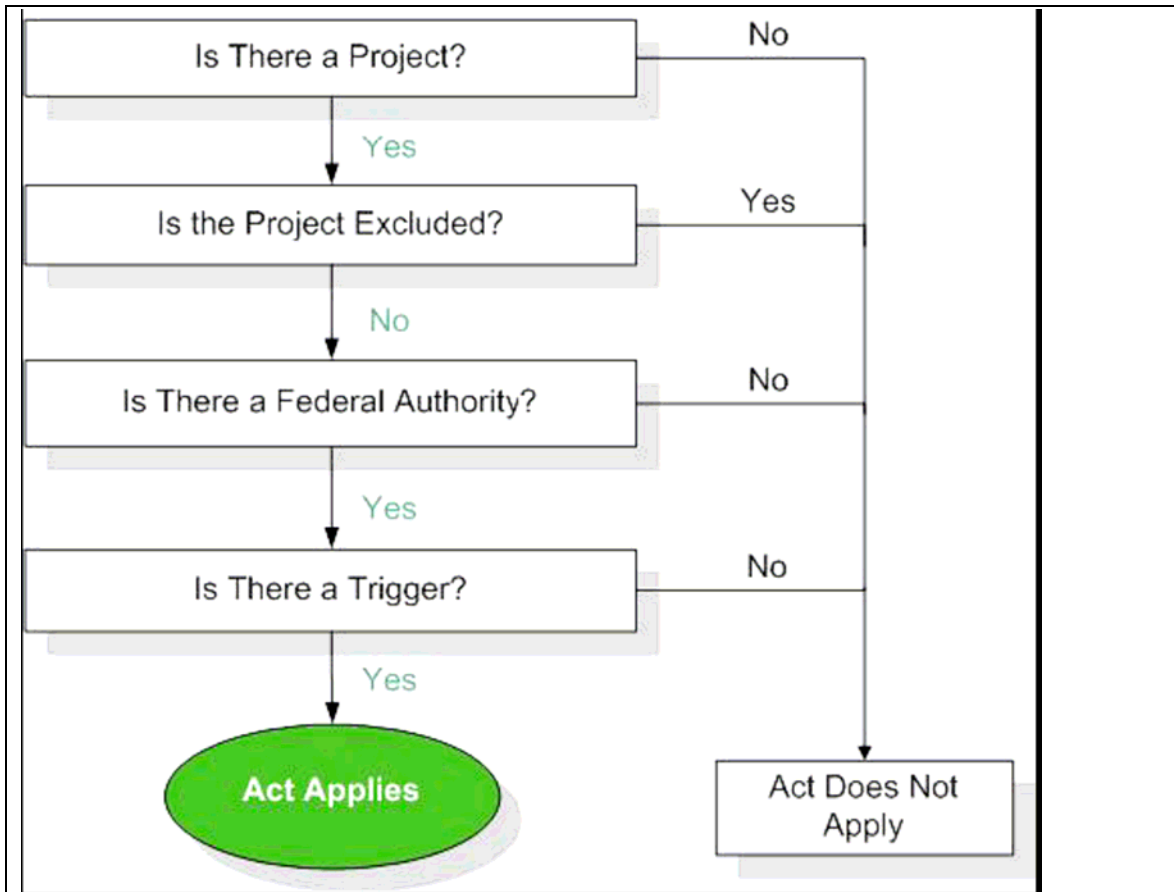 Is There a Project?
No
Yes
Is the Project Excluded?
Yes
No
Is There a Federal Authority?
No
Yes
Is There a Trigger?
No
Yes
Act Applies
Act Does Not
Apply